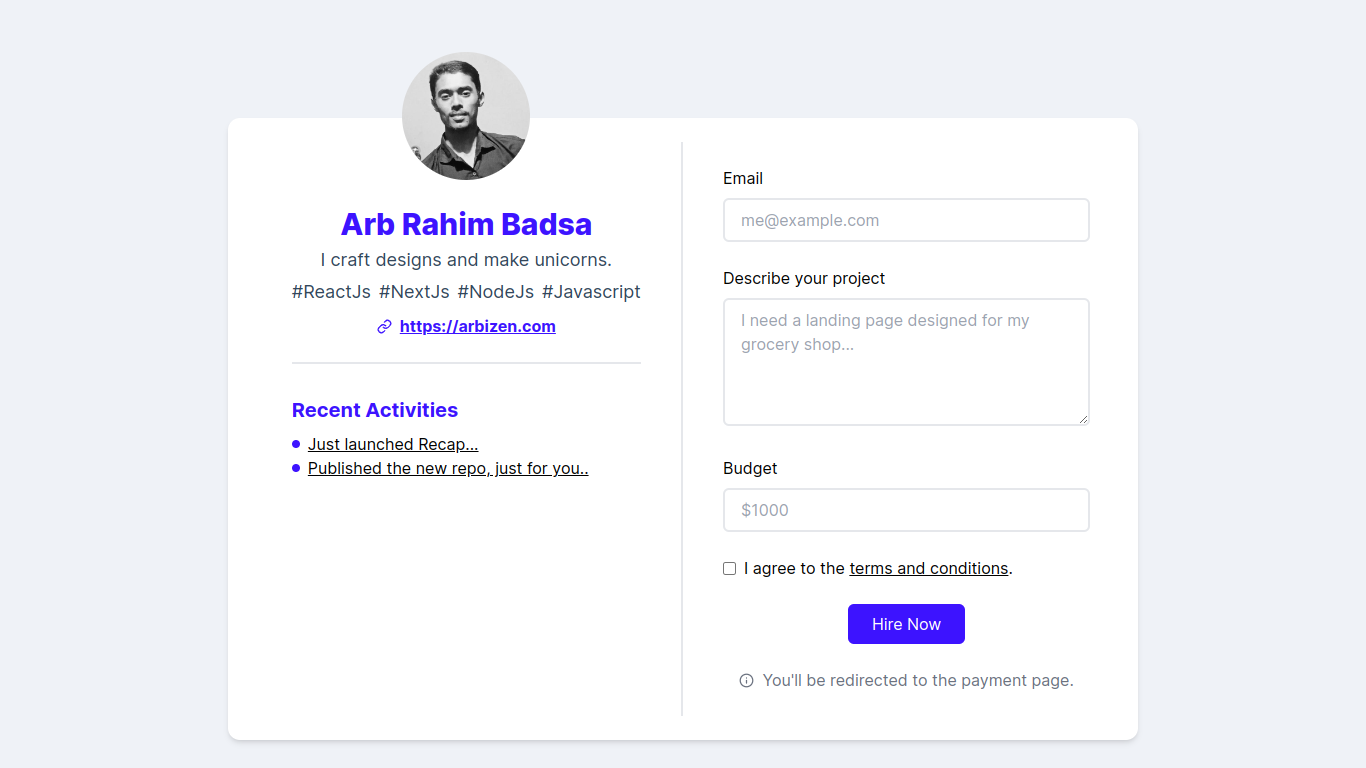 Arb Rahim Badsa
I craft designs and make unicorns.
#ReactJs #NextJs #NodeJs #Javascript
https://arbizen.com
Recent Activities
Just launched Recap...
Published the new repo, just for you..
Email
me@example.com
Describe your project
I need a landing page designed for my
grocery shop...
Budget
$1000
I agree to the terms and conditions.
Hire Now
You'll be redirected to the payment page.